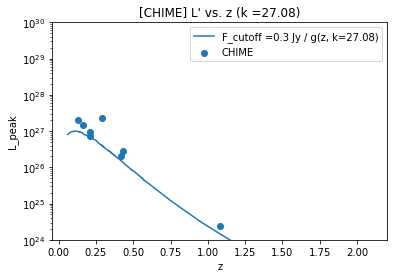 [CHIME] L' vs. z (k =27.08)
F_cutoff =0.3 Jy / g(z, k=27.08)
CHIME
L_peak
10^30
10^29
10^28
10^27
10^26
10^25
10^24
0.00 0.25 0.50 0.75 1.00 1.25 1.50 1.75 2.00
z